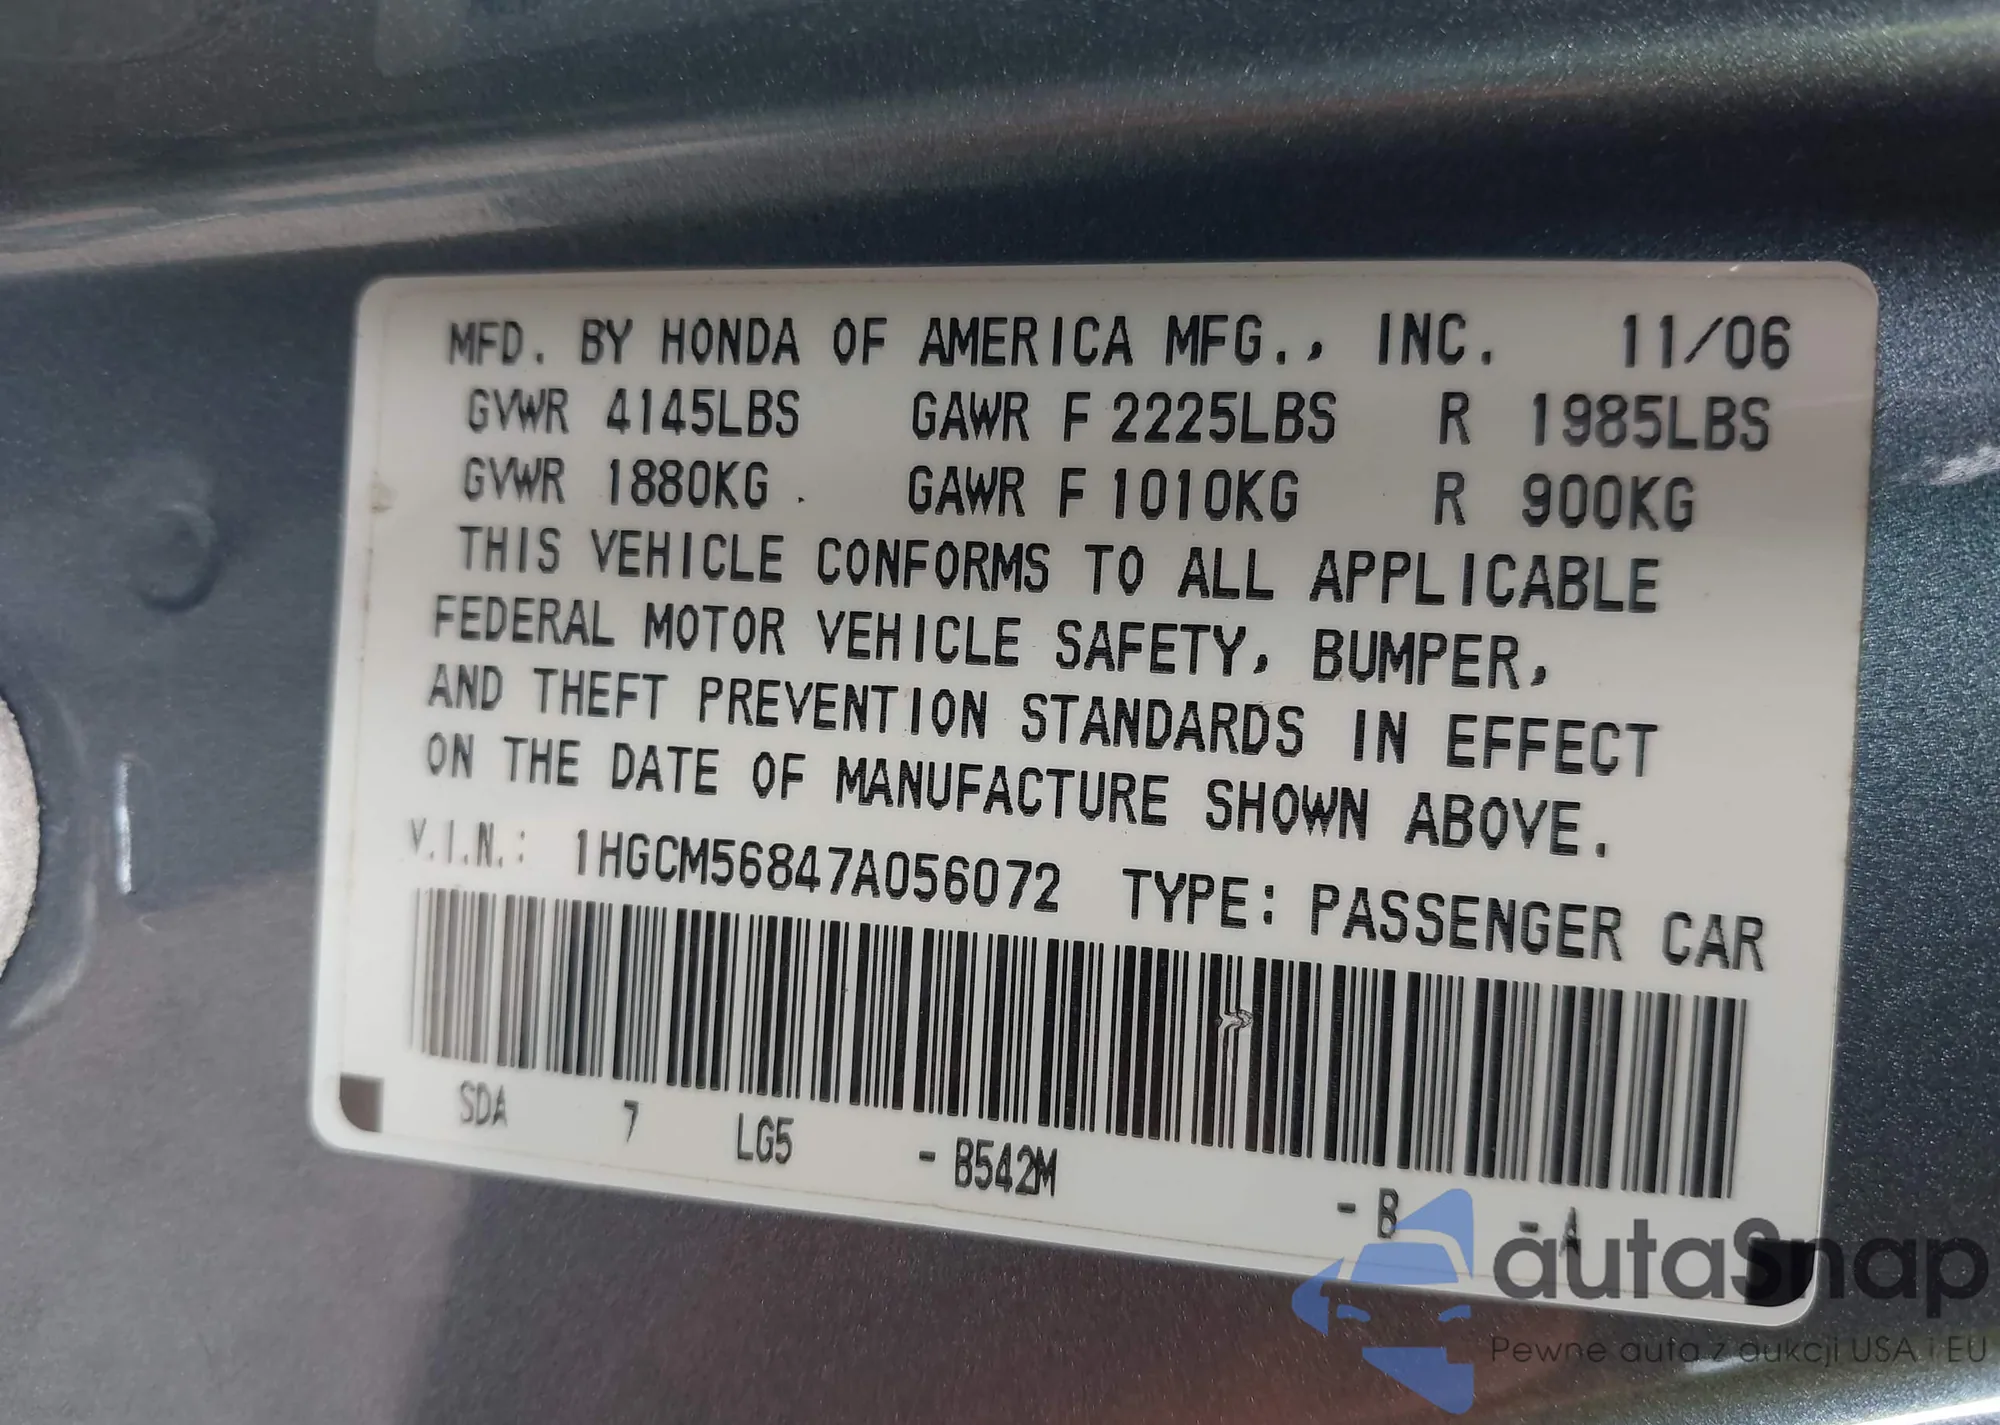 MFD. BY HONDA OF AMERICA MFG., INC. 11/06
GVWR 4145LBS GAWR F 2225LBS R 1985LBS
GVWR 1880KG . GAWR F 1010KG R 900KG
THIS VEHICLE CONFORMS TO ALL APPLICABLE
FEDERAL MOTOR VEHICLE SAFETY, BUMPER,
AND THEFT PREVENTION STANDARDS IN EFFECT
ON THE DATE OF MANUFACTURE SHOWN ABOVE.
V.I.N.: 1HGCM56847A056072 TYPE: PASSENGER CAR
SDA 7 LG5 - B542M - B - A
autaSnap
Pewne auta z aukcji USA i EU